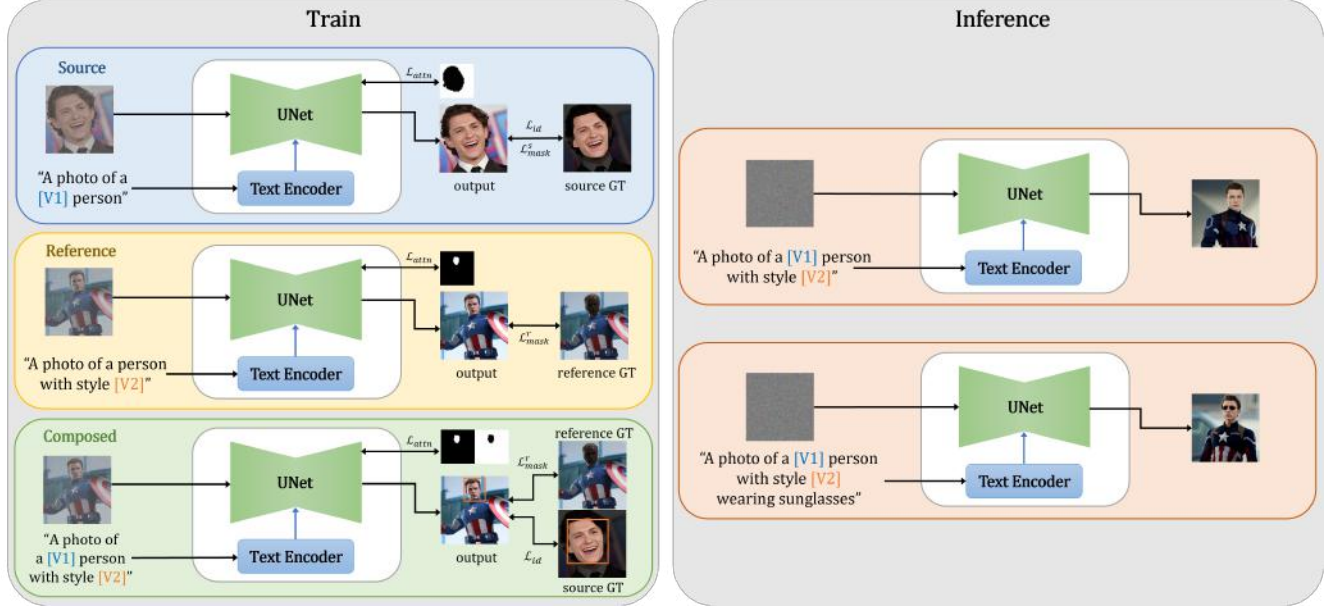 Train
Source
UNet
Text Encoder
"A photo of a
[V1] person"
ℒattn
ℒid
ℒˢmask
output
source GT
Reference
UNet
Text Encoder
"A photo of a person
with style [V2]"
ℒattn
ℒʳmask
output
reference GT
Composed
UNet
Text Encoder
"A photo of
a [V1] person
with style [V2]"
ℒattn
reference GT
ℒʳmask
output
ℒid
source GT
Inference
UNet
Text Encoder
"A photo of a [V1] person
with style [V2]"
UNet
Text Encoder
"A photo of a [V1] person
with style [V2]
wearing sunglasses"